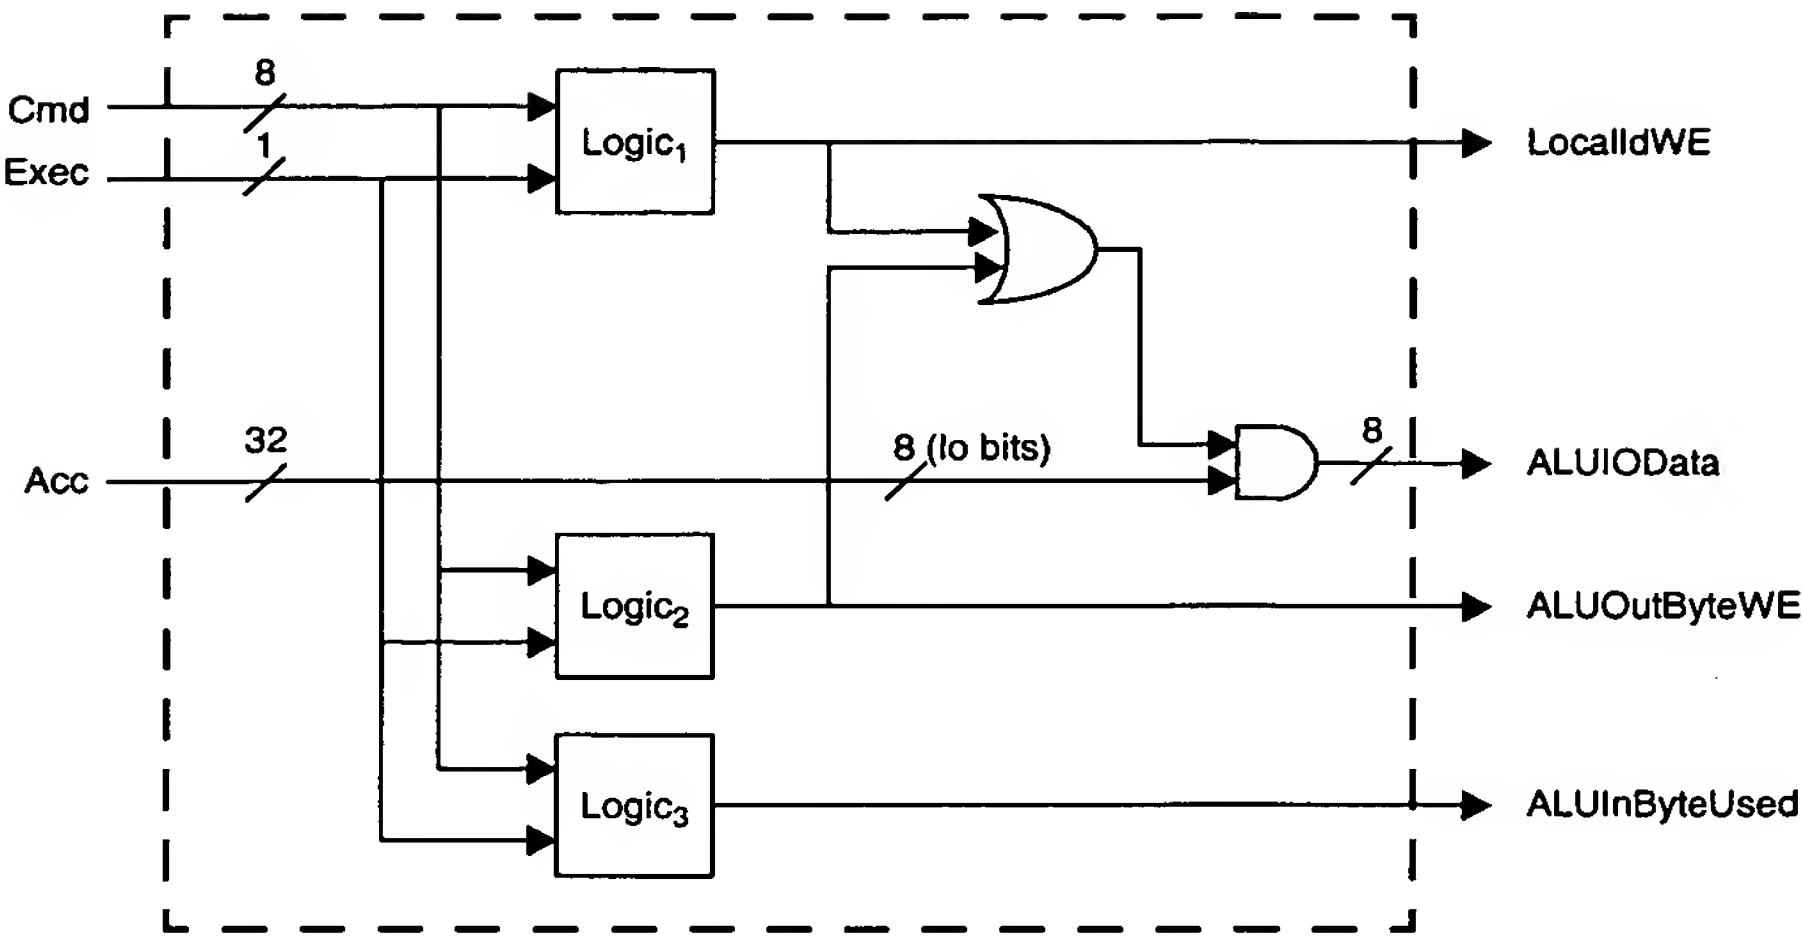 8
Cmd
1
Exec
Logic₁
LocalIdWE
32
Acc
8 (lo bits)
8
ALUIOData
Logic₂
ALUOutByteWE
Logic₃
ALUInByteUsed